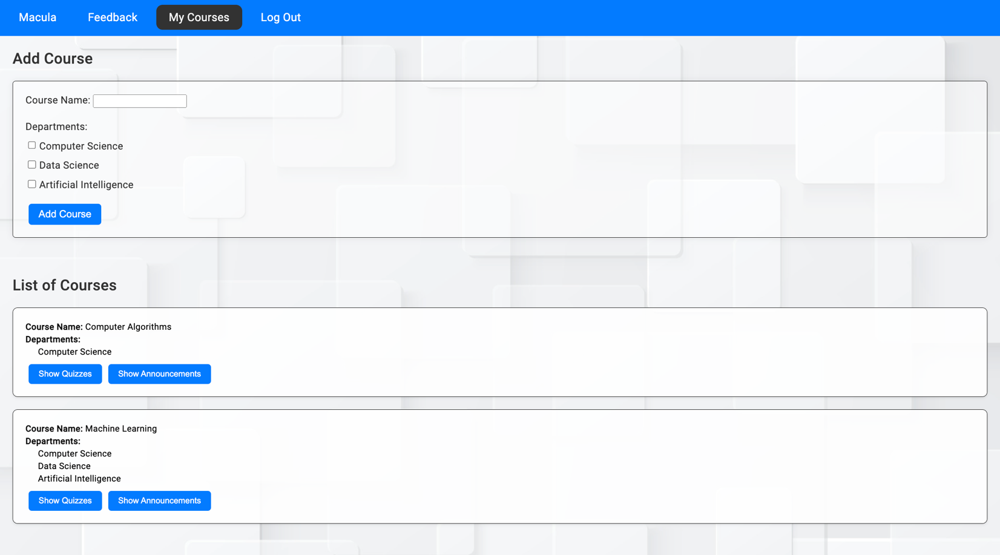 Macula Feedback My Courses Log Out
Add Course
Course Name:
Departments:
Computer Science
Data Science
Artificial Intelligence
Add Course
List of Courses
Course Name: Computer Algorithms
Departments:
Computer Science
Show Quizzes Show Announcements
Course Name: Machine Learning
Departments:
Computer Science
Data Science
Artificial Intelligence
Show Quizzes Show Announcements